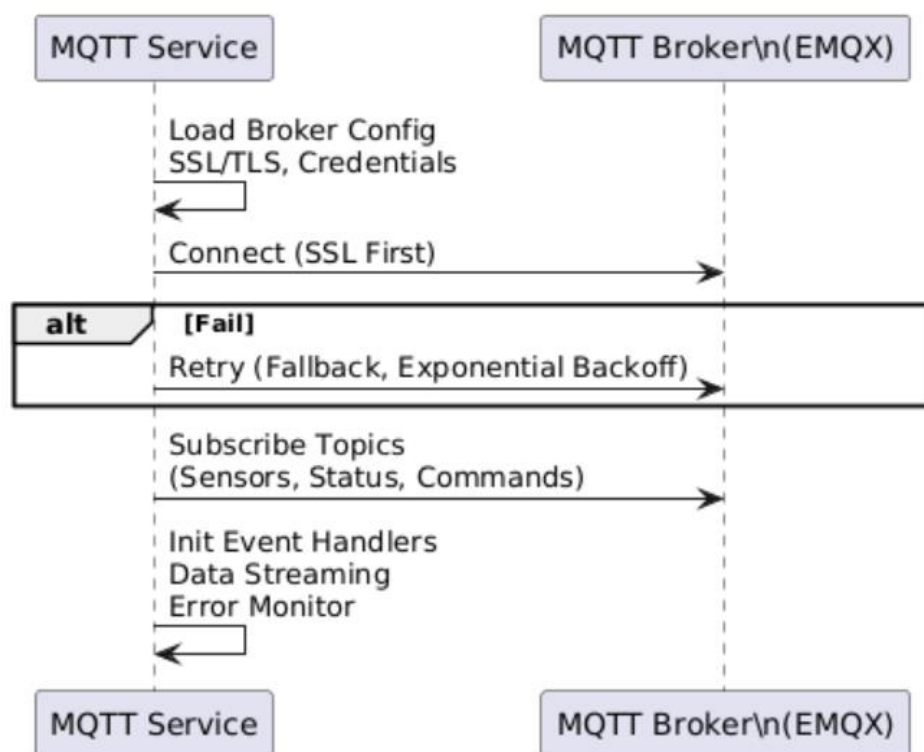 MQTT Service
MQTT Broker\n(EMQX)
Load Broker Config
SSL/TLS, Credentials
Connect (SSL First)
alt
[Fail]
Retry (Fallback, Exponential Backoff)
Subscribe Topics
(Sensors, Status, Commands)
Init Event Handlers
Data Streaming
Error Monitor
MQTT Service
MQTT Broker\n(EMQX)